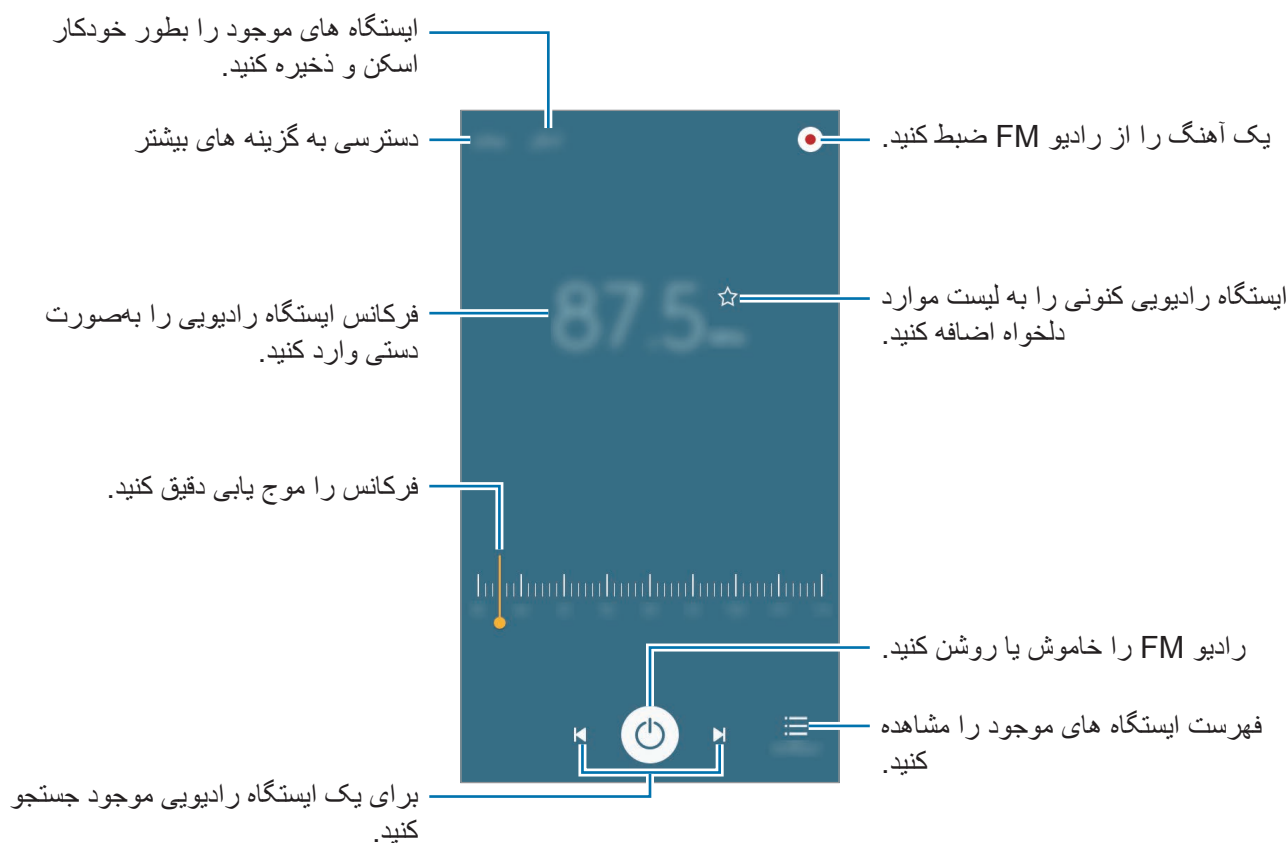 ایستگاه های موجود را بطور خودکار
اسکن و ذخیره کنید.
دسترسی به گزینه های بیشتر
یک آهنگ را از رادیو FM ضبط کنید.
87.5
ایستگاه رادیویی کنونی را به لیست موارد
دلخواه اضافه کنید.
فرکانس ایستگاه رادیویی را به‌صورت
دستی وارد کنید.
فرکانس را موج یابی دقیق کنید.
رادیو FM را خاموش یا روشن کنید.
فهرست ایستگاه های موجود را مشاهده
کنید.
برای یک ایستگاه رادیویی موجود جستجو
کنید.